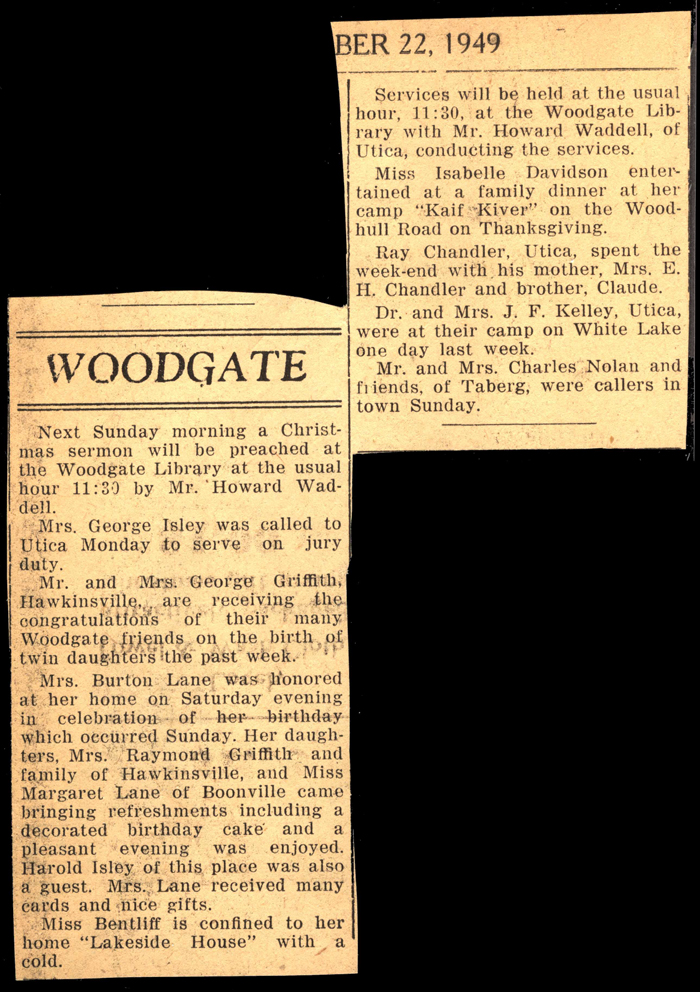 BER 22, 1949
WOODGATE
Next Sunday morning a Christ-
mas sermon will be preached at
the Woodgate Library at the usual
hour 11:30 by Mr. Howard Wad-
dell.
Mrs. George Isley was called to
Utica Monday to serve on jury
duty.
Mr. and Mrs. George Griffith,
Hawkinsville, are receiving the
congratulations of their many
Woodgate friends on the birth of
twin daughters the past week.
Mrs. Burton Lane was honored
at her home on Saturday evening
in celebration of her birthday
which occurred Sunday. Her daugh-
ters, Mrs. Raymond Griffith and
family of Hawkinsville, and Miss
Margaret Lane of Boonville came
bringing refreshments including a
decorated birthday cake and a
pleasant evening was enjoyed.
Harold Isley of this place was also
a guest. Mrs. Lane received many
cards and nice gifts.
Miss Bentliff is confined to her
home "Lakeside House" with a
cold.
Services will be held at the usual
hour, 11:30, at the Woodgate Lib-
rary with Mr. Howard Waddell, of
Utica, conducting the services.
Miss Isabelle Davidson enter-
tained at a family dinner at her
camp "Kaif Kiver" on the Wood-
hull Road on Thanksgiving.
Ray Chandler, Utica, spent the
week-end with his mother, Mrs. E.
H. Chandler and brother, Claude.
Dr. and Mrs. J. F. Kelley, Utica,
were at their camp on White Lake
one day last week.
Mr. and Mrs. Charles Nolan and
friends, of Taberg, were callers in
town Sunday.